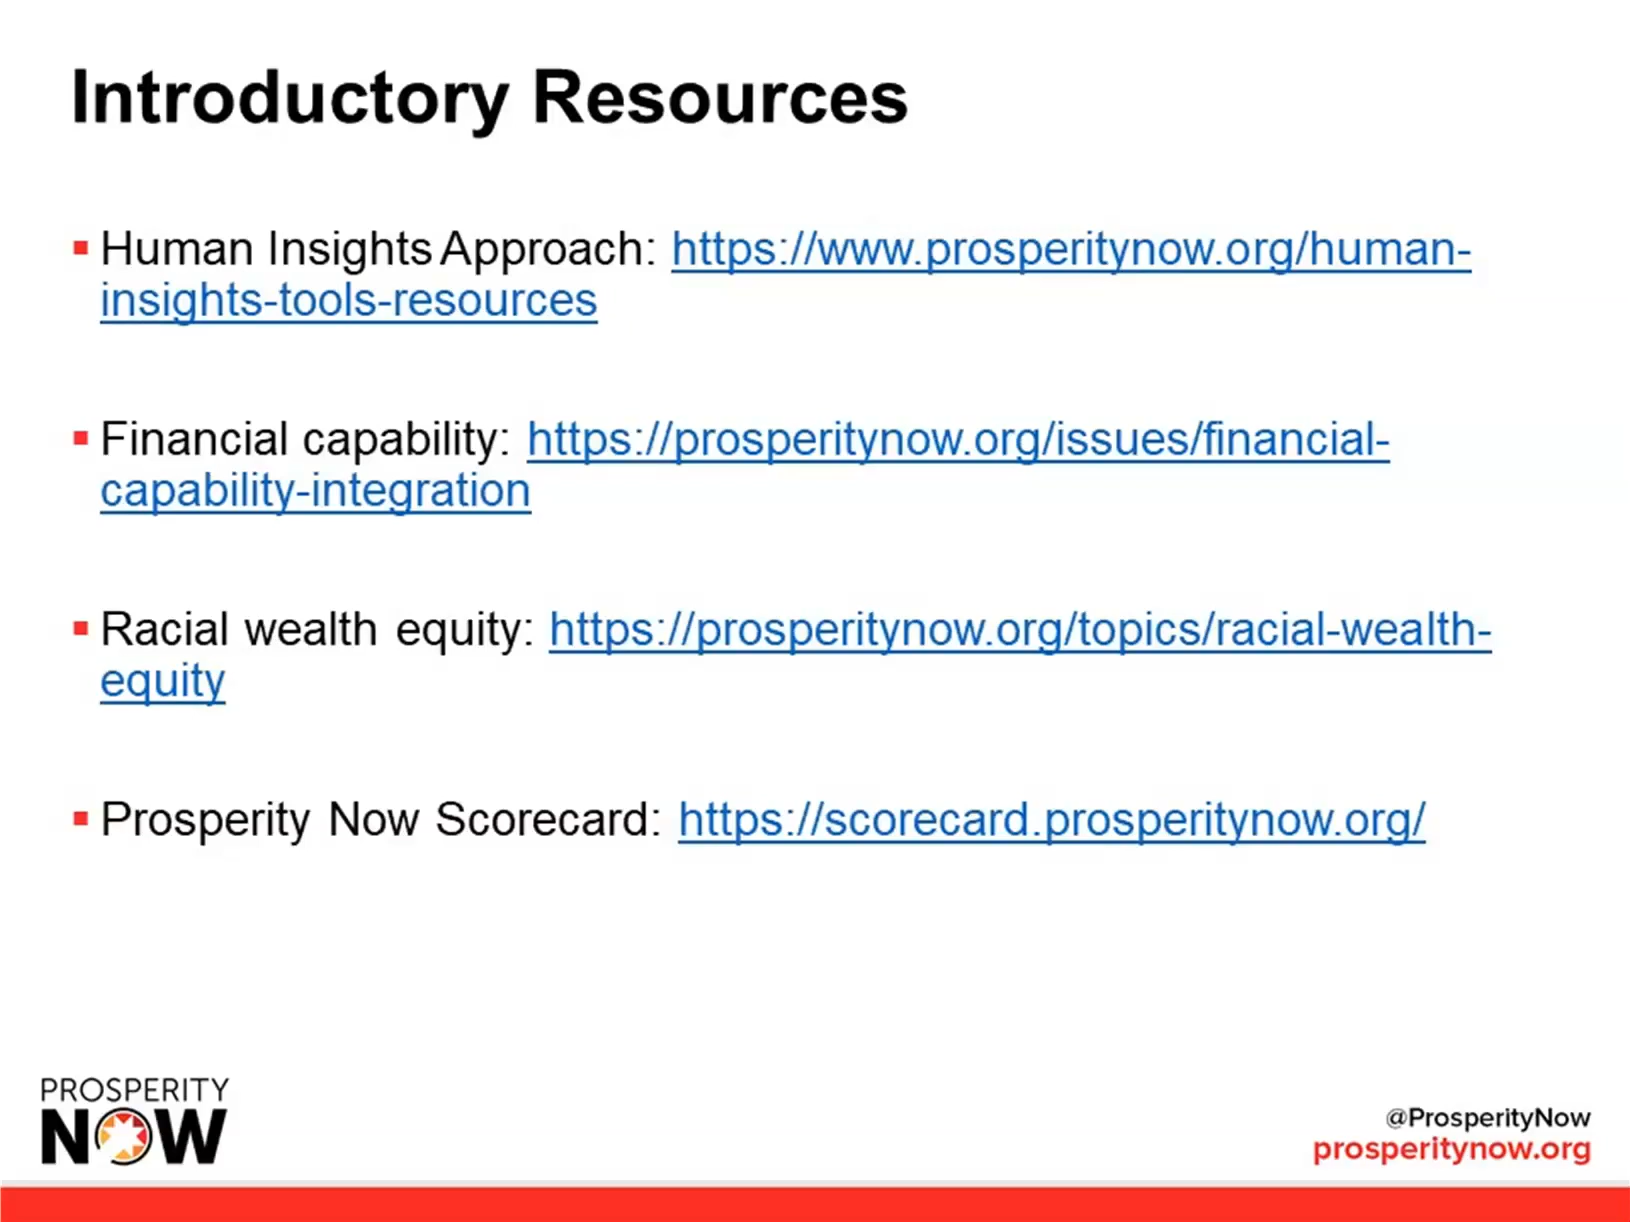 Introductory Resources
▪ Human Insights Approach: https://www.prosperitynow.org/human-
insights-tools-resources
▪ Financial capability: https://prosperitynow.org/issues/financial-
capability-integration
▪ Racial wealth equity: https://prosperitynow.org/topics/racial-wealth-
equity
▪ Prosperity Now Scorecard: https://scorecard.prosperitynow.org/
PROSPERITY
NOW
@ProsperityNow
prosperitynow.org